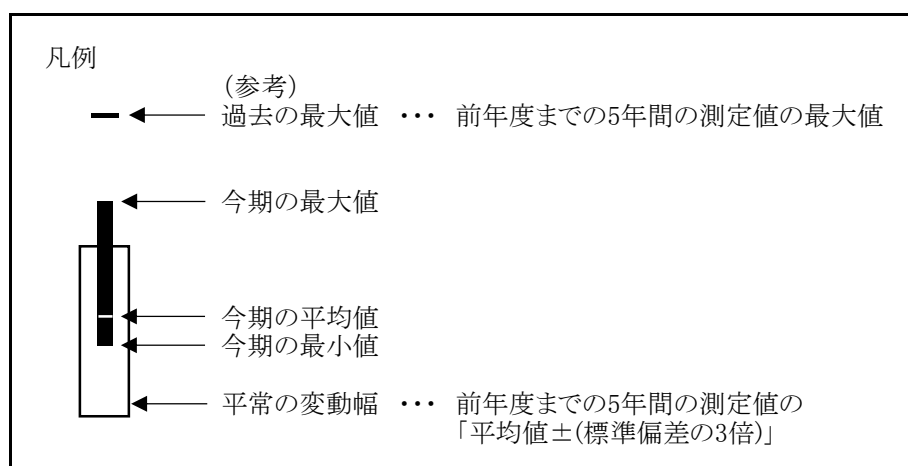 凡例
(参考)
過去の最大値 ・・・ 前年度までの5年間の測定値の最大値
今期の最大値
今期の平均値
今期の最小値
平常の変動幅 ・・・ 前年度までの5年間の測定値の
「平均値±(標準偏差の3倍)」